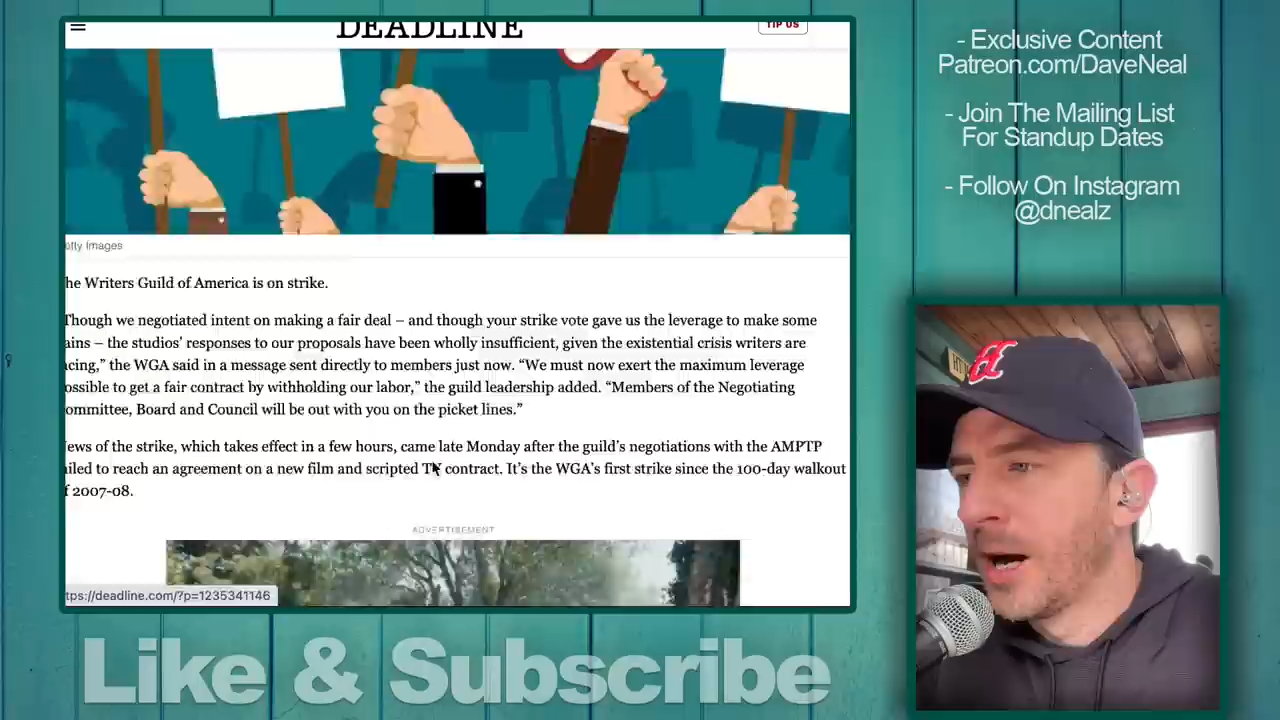 DEADLINE
TIP US
- Exclusive Content
Patreon.com/DaveNeal
- Join The Mailing List
For Standup Dates
- Follow On Instagram
@dnealz
etty Images
he Writers Guild of America is on strike.
Though we negotiated intent on making a fair deal – and though your strike vote gave us the leverage to make some
ains – the studios' responses to our proposals have been wholly insufficient, given the existential crisis writers are
acing,” the WGA said in a message sent directly to members just now. “We must now exert the maximum leverage
ossible to get a fair contract by withholding our labor,” the guild leadership added. “Members of the Negotiating
ommittee, Board and Council will be out with you on the picket lines.”
News of the strike, which takes effect in a few hours, came late Monday after the guild’s negotiations with the AMPTP
ailed to reach an agreement on a new film and scripted TV contract. It’s the WGA’s first strike since the 100-day walkout
f 2007-08.
ADVERTISEMENT
tps://deadline.com/?p=1235341146
Like & Subscribe